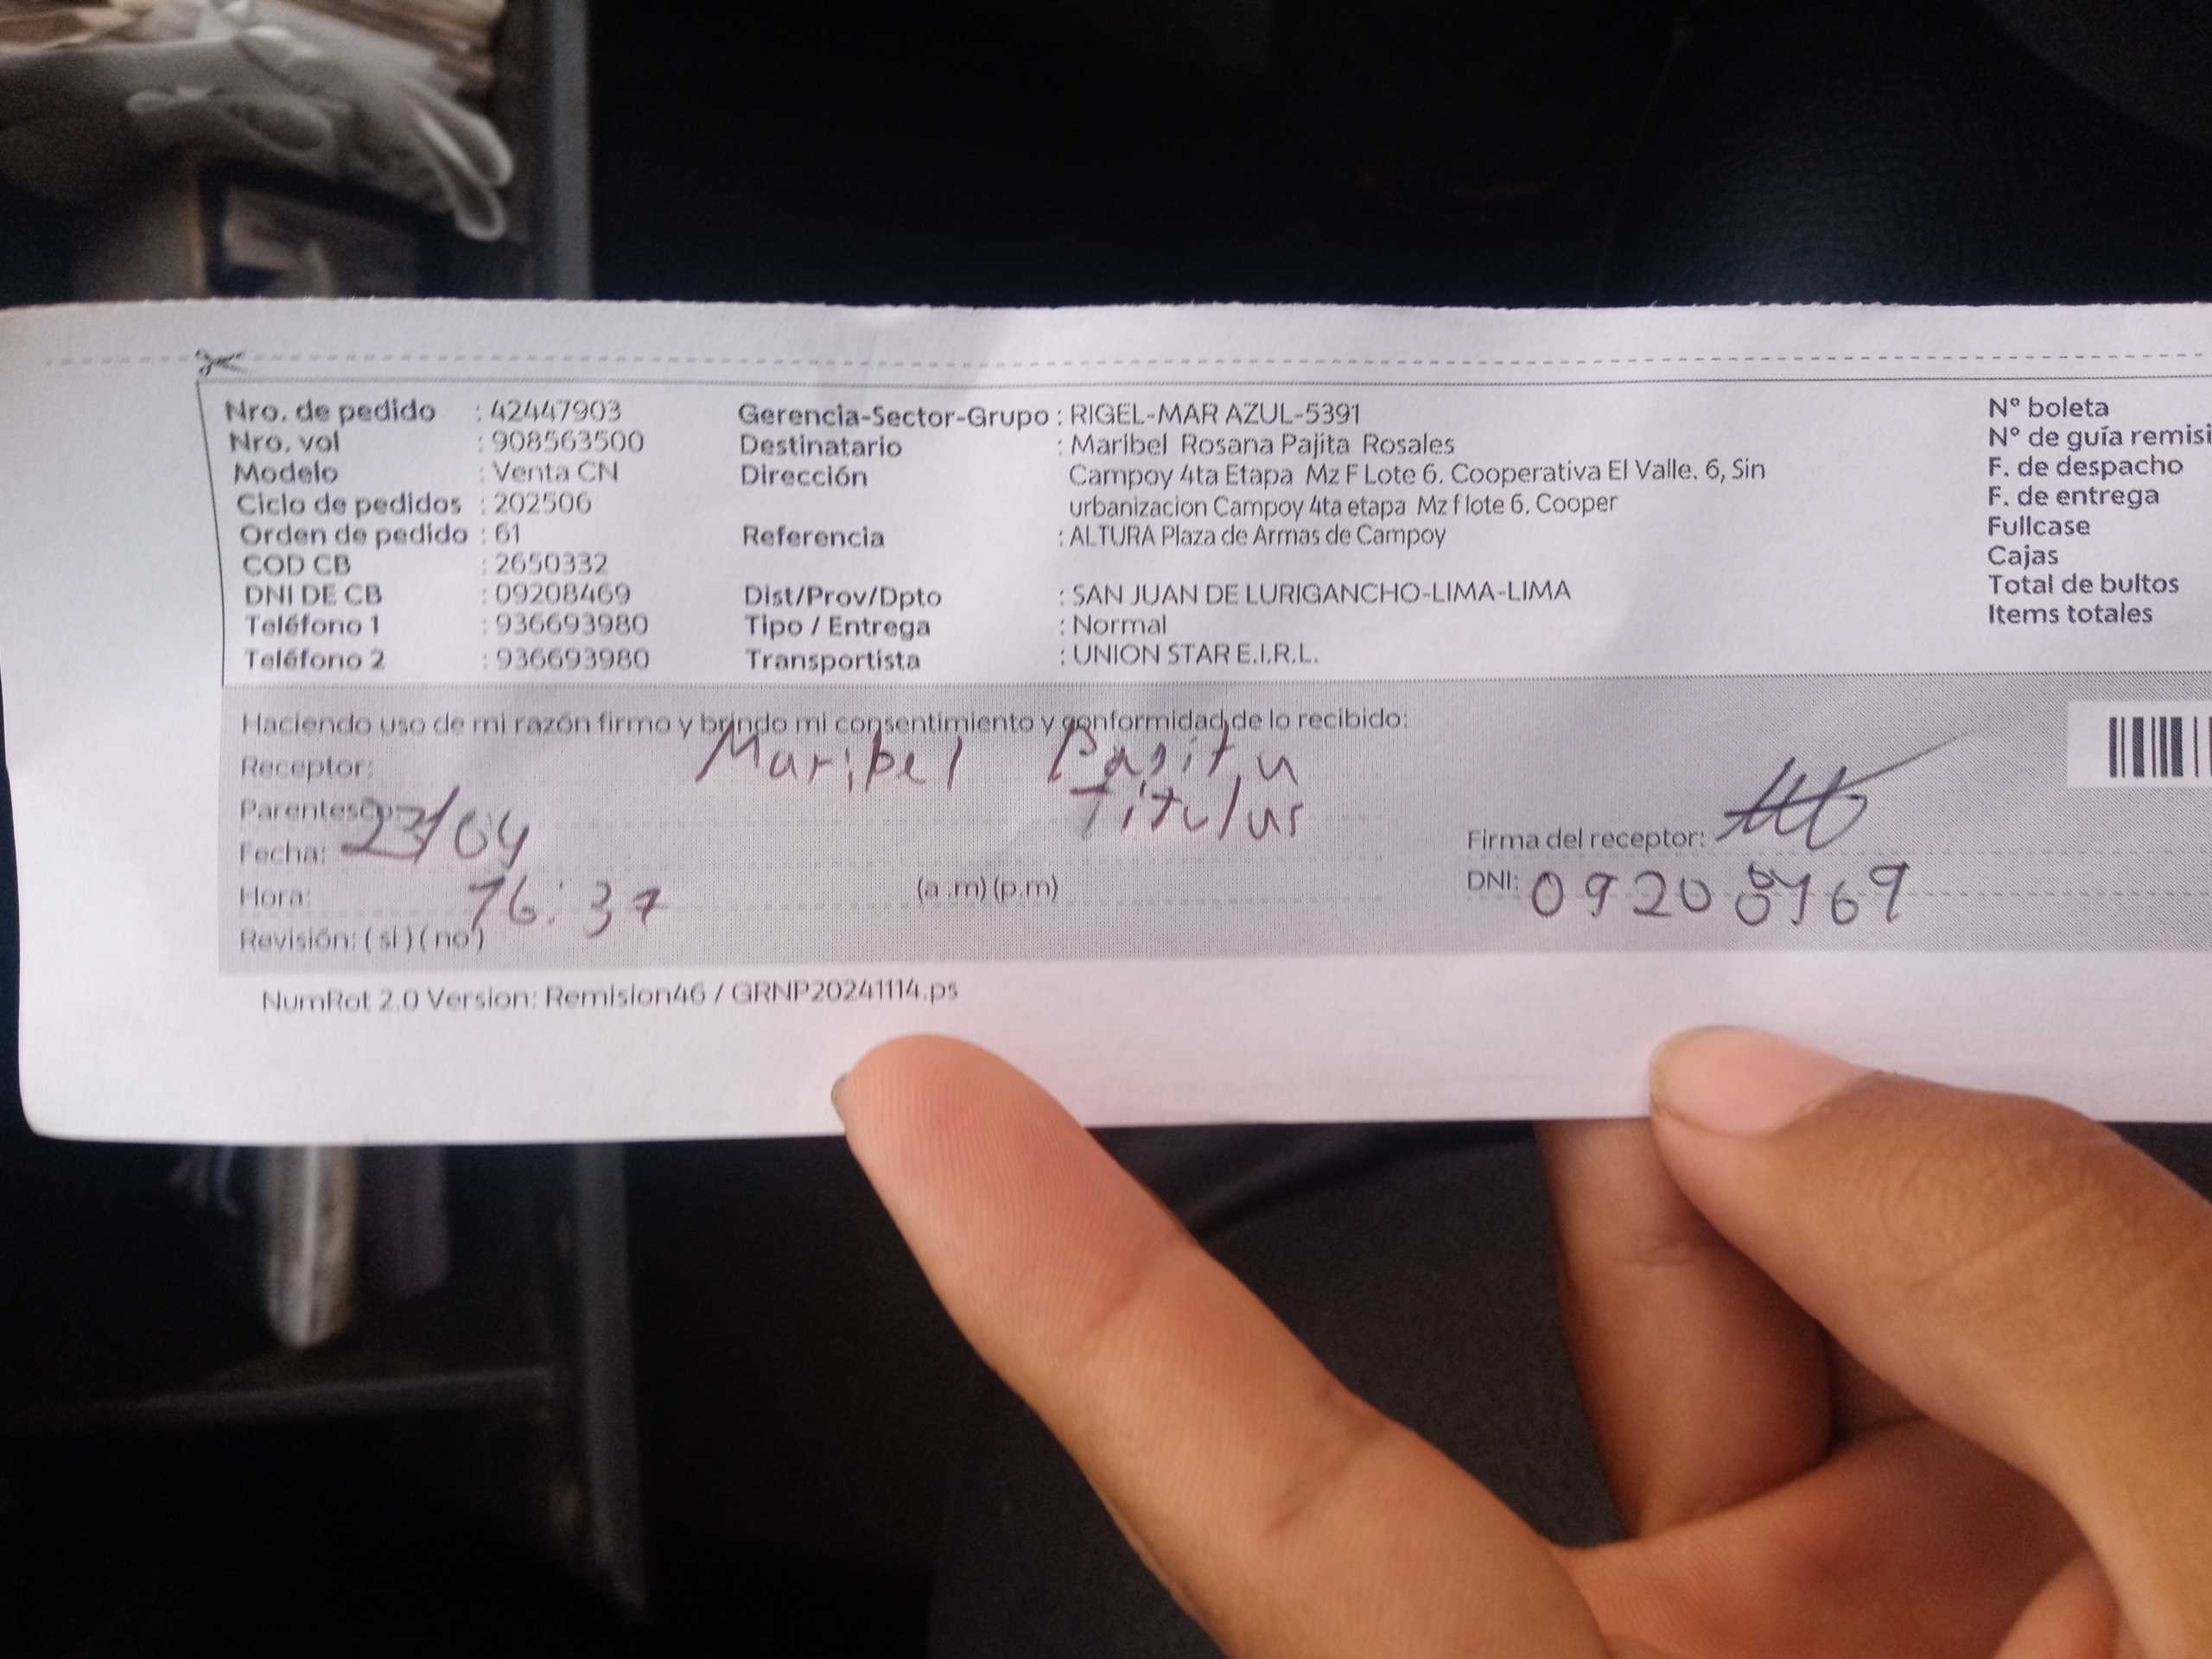 Nro. de pedido : 42447903
Nro. vol : 908563500
Modelo : Venta CN
Ciclo de pedidos : 202506
Orden de pedido : 61
COD CB : 2650332
DNI DE CB : 09208469
Teléfono 1 : 936693980
Teléfono 2 : 936693980
Gerencia-Sector-Grupo : RIGEL-MAR AZUL-5391
Destinatario : Maribel Rosana Pajita Rosales
Dirección Campoy 4ta Etapa Mz F Lote 6. Cooperativa El Valle. 6, Sin
urbanizacion Campoy 4ta etapa Mz f lote 6. Cooper
Referencia : ALTURA Plaza de Armas de Campoy
Dist/Prov/Dpto : SAN JUAN DE LURIGANCHO-LIMA-LIMA
Tipo / Entrega : Normal
Transportista : UNION STAR E.I.R.L.
N° boleta
N° de guía remisi
F. de despacho
F. de entrega
Fullcase
Cajas
Total de bultos
Items totales
Haciendo uso de mi razón firmo y brindo mi consentimiento y conformidad de lo recibido:
Receptor: Maribel
Parentesco:
Fecha: 23/04
Hora: 16:37 (a .m) (p.m)
Revisión: ( si ) ( no )
Firma del receptor:
DNI: 09208469
NumRot 2.0 Version: Remision46 / GRNP20241114.ps